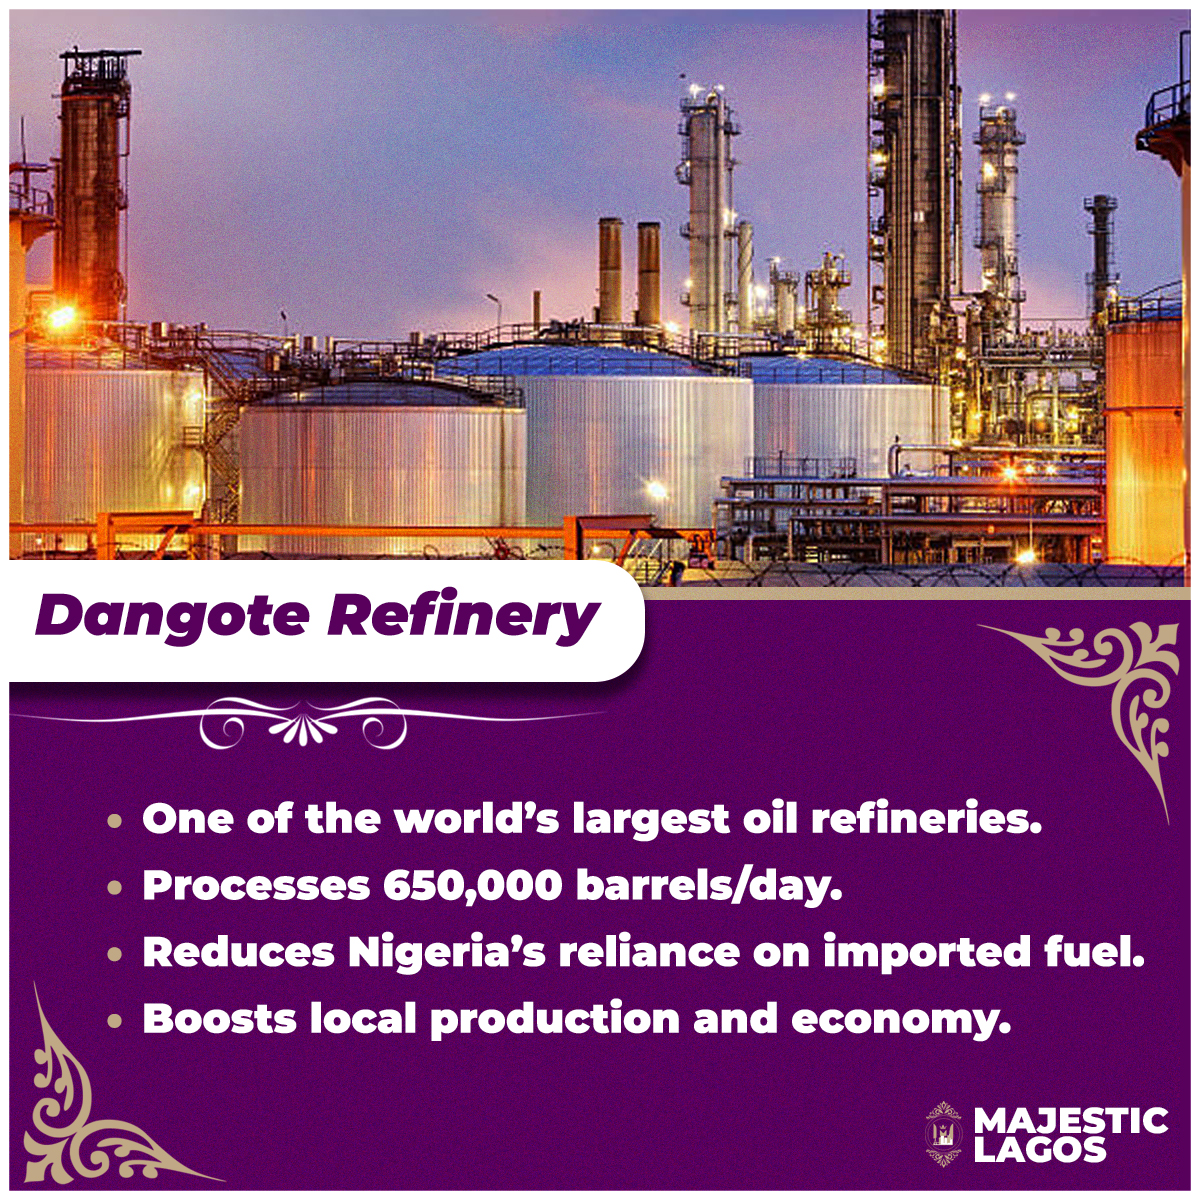 Dangote Refinery
• One of the world’s largest oil refineries.
• Processes 650,000 barrels/day.
• Reduces Nigeria’s reliance on imported fuel.
• Boosts local production and economy.
MAJESTIC
LAGOS